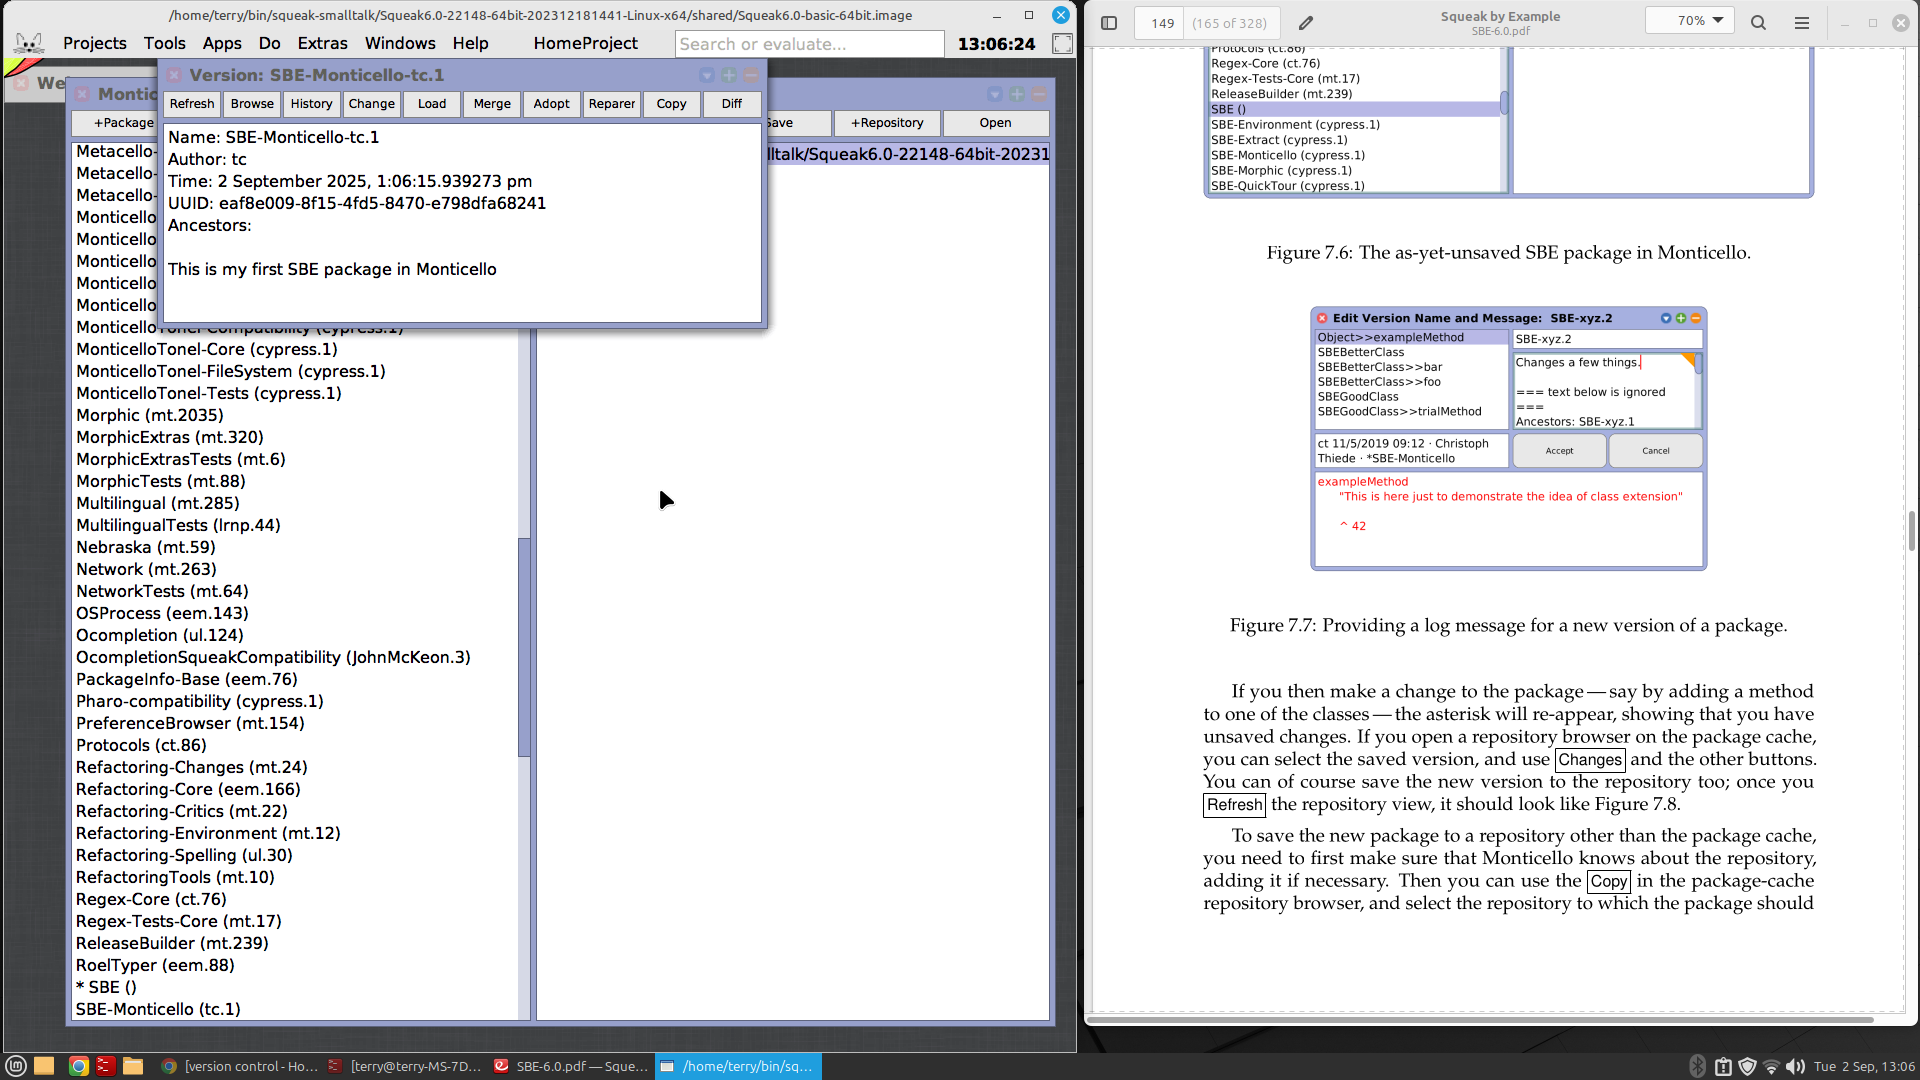 /home/terry/bin/squeak-smalltalk/Squeak6.0-22148-64bit-202312181441-Linux-x64/shared/Squeak6.0-basic-64bit.image
Projects Tools Apps Do Extras Windows Help HomeProject Search or evaluate... 13:06:24
We
Montic
Version: SBE-Monticello-tc.1
Refresh Browse History Change Load Merge Adopt Reparer Copy Diff
Name: SBE-Monticello-tc.1
Author: tc
Time: 2 September 2025, 1:06:15.939273 pm
UUID: eaf8e009-8f15-4fd5-8470-e798dfa68241
Ancestors:
This is my first SBE package in Monticello
+Package Save +Repository Open
lltalk/Squeak6.0-22148-64bit-20231
Metacello-
Metacello-
Metacello-
Monticello
Monticello
Monticello
Monticello
Monticello
MonticelloTonel-Compatibility (cypress.1)
MonticelloTonel-Core (cypress.1)
MonticelloTonel-FileSystem (cypress.1)
MonticelloTonel-Tests (cypress.1)
Morphic (mt.2035)
MorphicExtras (mt.320)
MorphicExtrasTests (mt.6)
MorphicTests (mt.88)
Multilingual (mt.285)
MultilingualTests (lrnp.44)
Nebraska (mt.59)
Network (mt.263)
NetworkTests (mt.64)
OSProcess (eem.143)
Ocompletion (ul.124)
OcompletionSqueakCompatibility (JohnMcKeon.3)
PackageInfo-Base (eem.76)
Pharo-compatibility (cypress.1)
PreferenceBrowser (mt.154)
Protocols (ct.86)
Refactoring-Changes (mt.24)
Refactoring-Core (eem.166)
Refactoring-Critics (mt.22)
Refactoring-Environment (mt.12)
Refactoring-Spelling (ul.30)
RefactoringTools (mt.10)
Regex-Core (ct.76)
Regex-Tests-Core (mt.17)
ReleaseBuilder (mt.239)
RoelTyper (eem.88)
* SBE ()
SBE-Monticello (tc.1)
149 (165 of 328)
Squeak by Example
SBE-6.0.pdf
70%
Protocols (ct.86)
Regex-Core (ct.76)
Regex-Tests-Core (mt.17)
ReleaseBuilder (mt.239)
SBE ()
SBE-Environment (cypress.1)
SBE-Extract (cypress.1)
SBE-Monticello (cypress.1)
SBE-Morphic (cypress.1)
SBE-QuickTour (cypress.1)
Figure 7.6: The as-yet-unsaved SBE package in Monticello.
Edit Version Name and Message: SBE-xyz.2
Object>>exampleMethod
SBEBetterClass
SBEBetterClass>>bar
SBEBetterClass>>foo
SBEGoodClass
SBEGoodClass>>trialMethod
SBE-xyz.2
Changes a few things.
=== text below is ignored
===
Ancestors: SBE-xyz.1
ct 11/5/2019 09:12 · Christoph
Thiede · *SBE-Monticello
Accept Cancel
exampleMethod
"This is here just to demonstrate the idea of class extension"
^ 42
Figure 7.7: Providing a log message for a new version of a package.
If you then make a change to the package — say by adding a method
to one of the classes — the asterisk will re-appear, showing that you have
unsaved changes. If you open a repository browser on the package cache,
you can select the saved version, and use Changes and the other buttons.
You can of course save the new version to the repository too; once you
Refresh the repository view, it should look like Figure 7.8.
To save the new package to a repository other than the package cache,
you need to first make sure that Monticello knows about the repository,
adding it if necessary. Then you can use the Copy in the package-cache
repository browser, and select the repository to which the package should
[version control - Ho... [terry@terry-MS-7D... SBE-6.0.pdf — Sque... /home/terry/bin/sq... Tue 2 Sep, 13:06